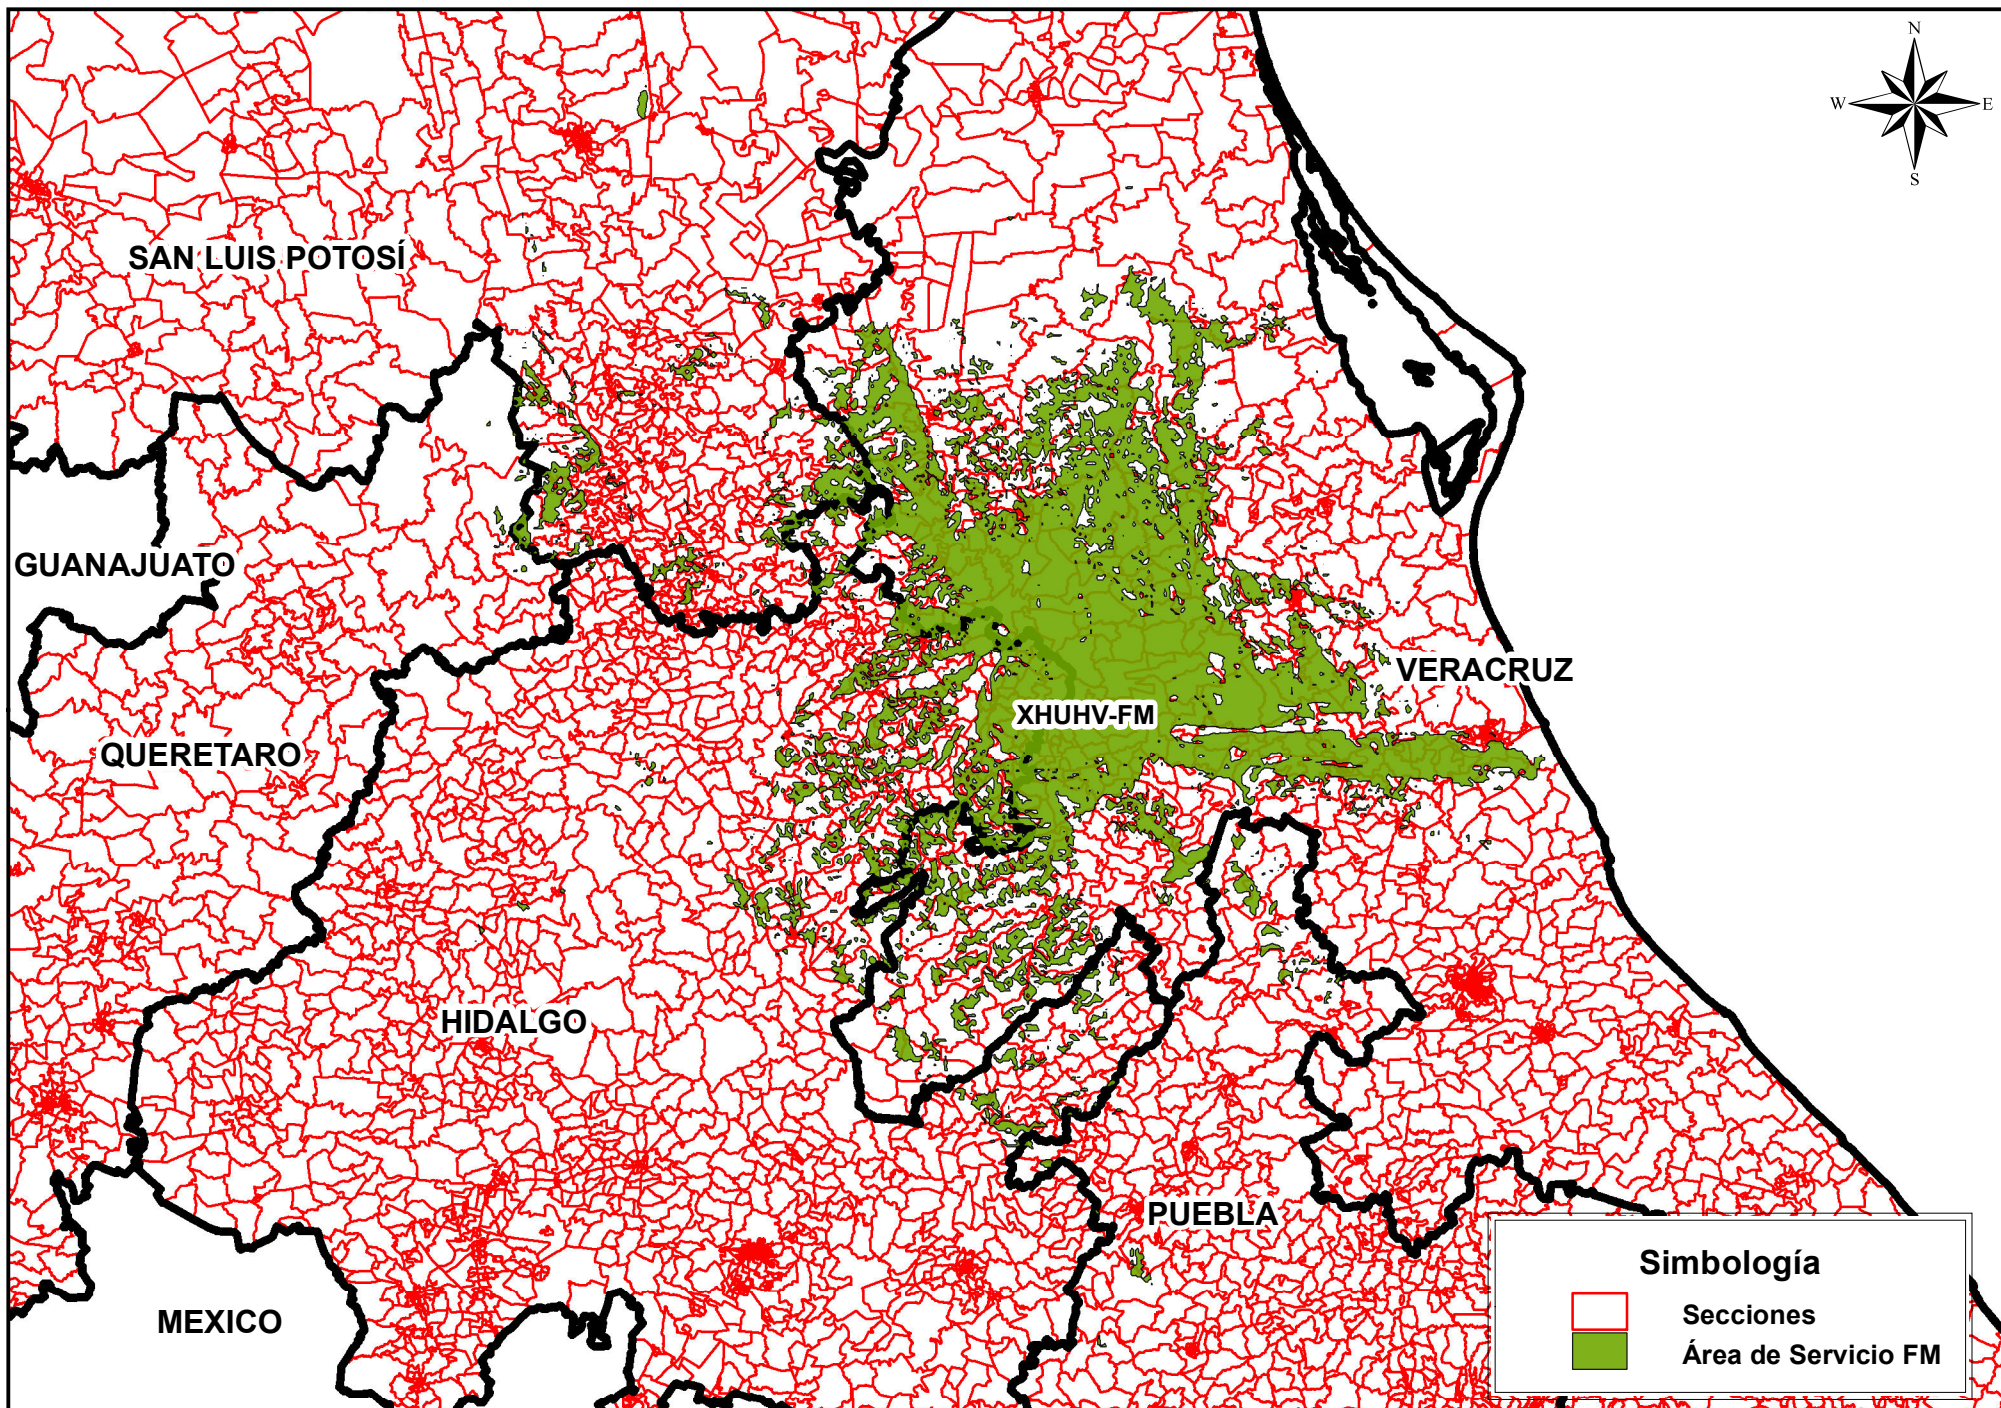 N
W E
S
SAN LUIS POTOSÍ
GUANAJUATO
VERACRUZ
XHUHV-FM
QUERETARO
HIDALGO
PUEBLA
MEXICO
Simbología
Secciones
Área de Servicio FM